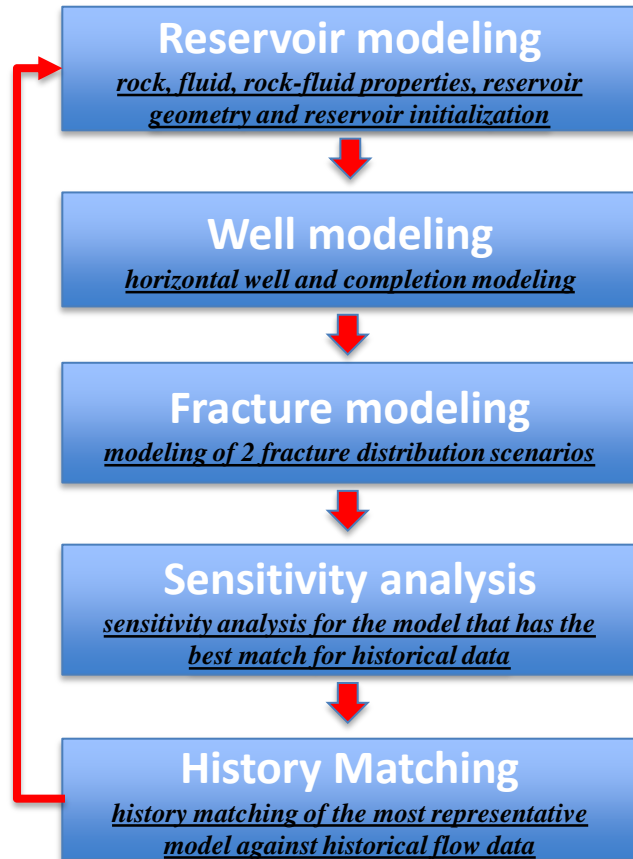 Reservoir modeling
rock, fluid, rock-fluid properties, reservoir
geometry and reservoir initialization
Well modeling
horizontal well and completion modeling
Fracture modeling
modeling of 2 fracture distribution scenarios
Sensitivity analysis
sensitivity analysis for the model that has the
best match for historical data
History Matching
history matching of the most representative
model against historical flow data